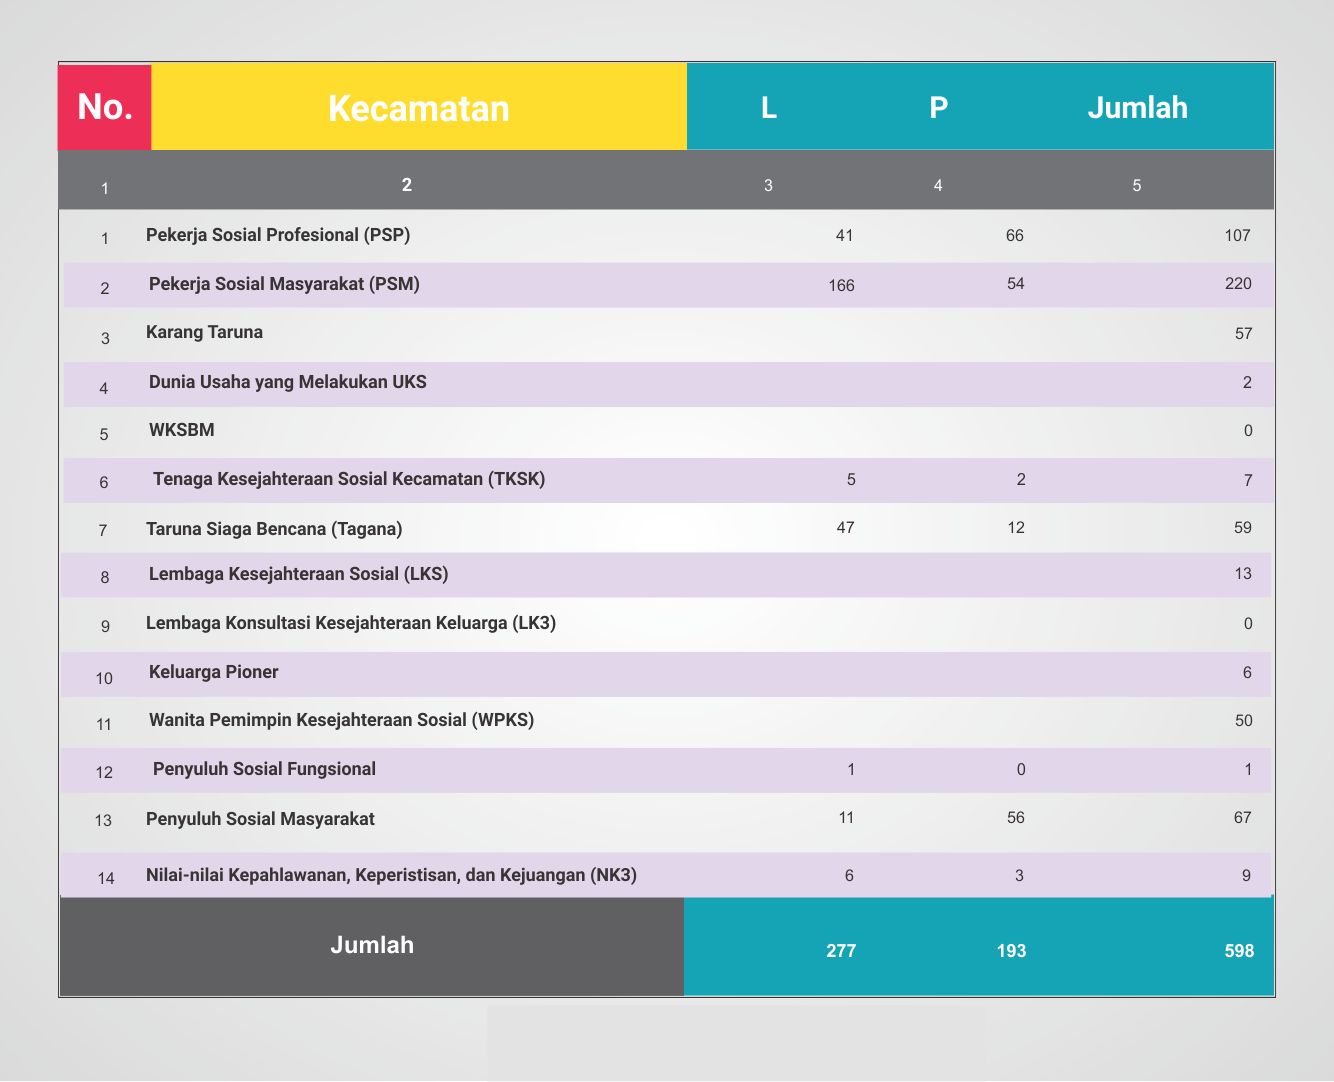 No. Kecamatan L P Jumlah
1 2 3 4 5
1 Pekerja Sosial Profesional (PSP) 41 66 107
2 Pekerja Sosial Masyarakat (PSM) 166 54 220
3 Karang Taruna 57
4 Dunia Usaha yang Melakukan UKS 2
5 WKSBM 0
6 Tenaga Kesejahteraan Sosial Kecamatan (TKSK) 5 2 7
7 Taruna Siaga Bencana (Tagana) 47 12 59
8 Lembaga Kesejahteraan Sosial (LKS) 13
9 Lembaga Konsultasi Kesejahteraan Keluarga (LK3) 0
10 Keluarga Pioner 6
11 Wanita Pemimpin Kesejahteraan Sosial (WPKS) 50
12 Penyuluh Sosial Fungsional 1 0 1
13 Penyuluh Sosial Masyarakat 11 56 67
14 Nilai-nilai Kepahlawanan, Keperistisan, dan Kejuangan (NK3) 6 3 9
Jumlah 277 193 598